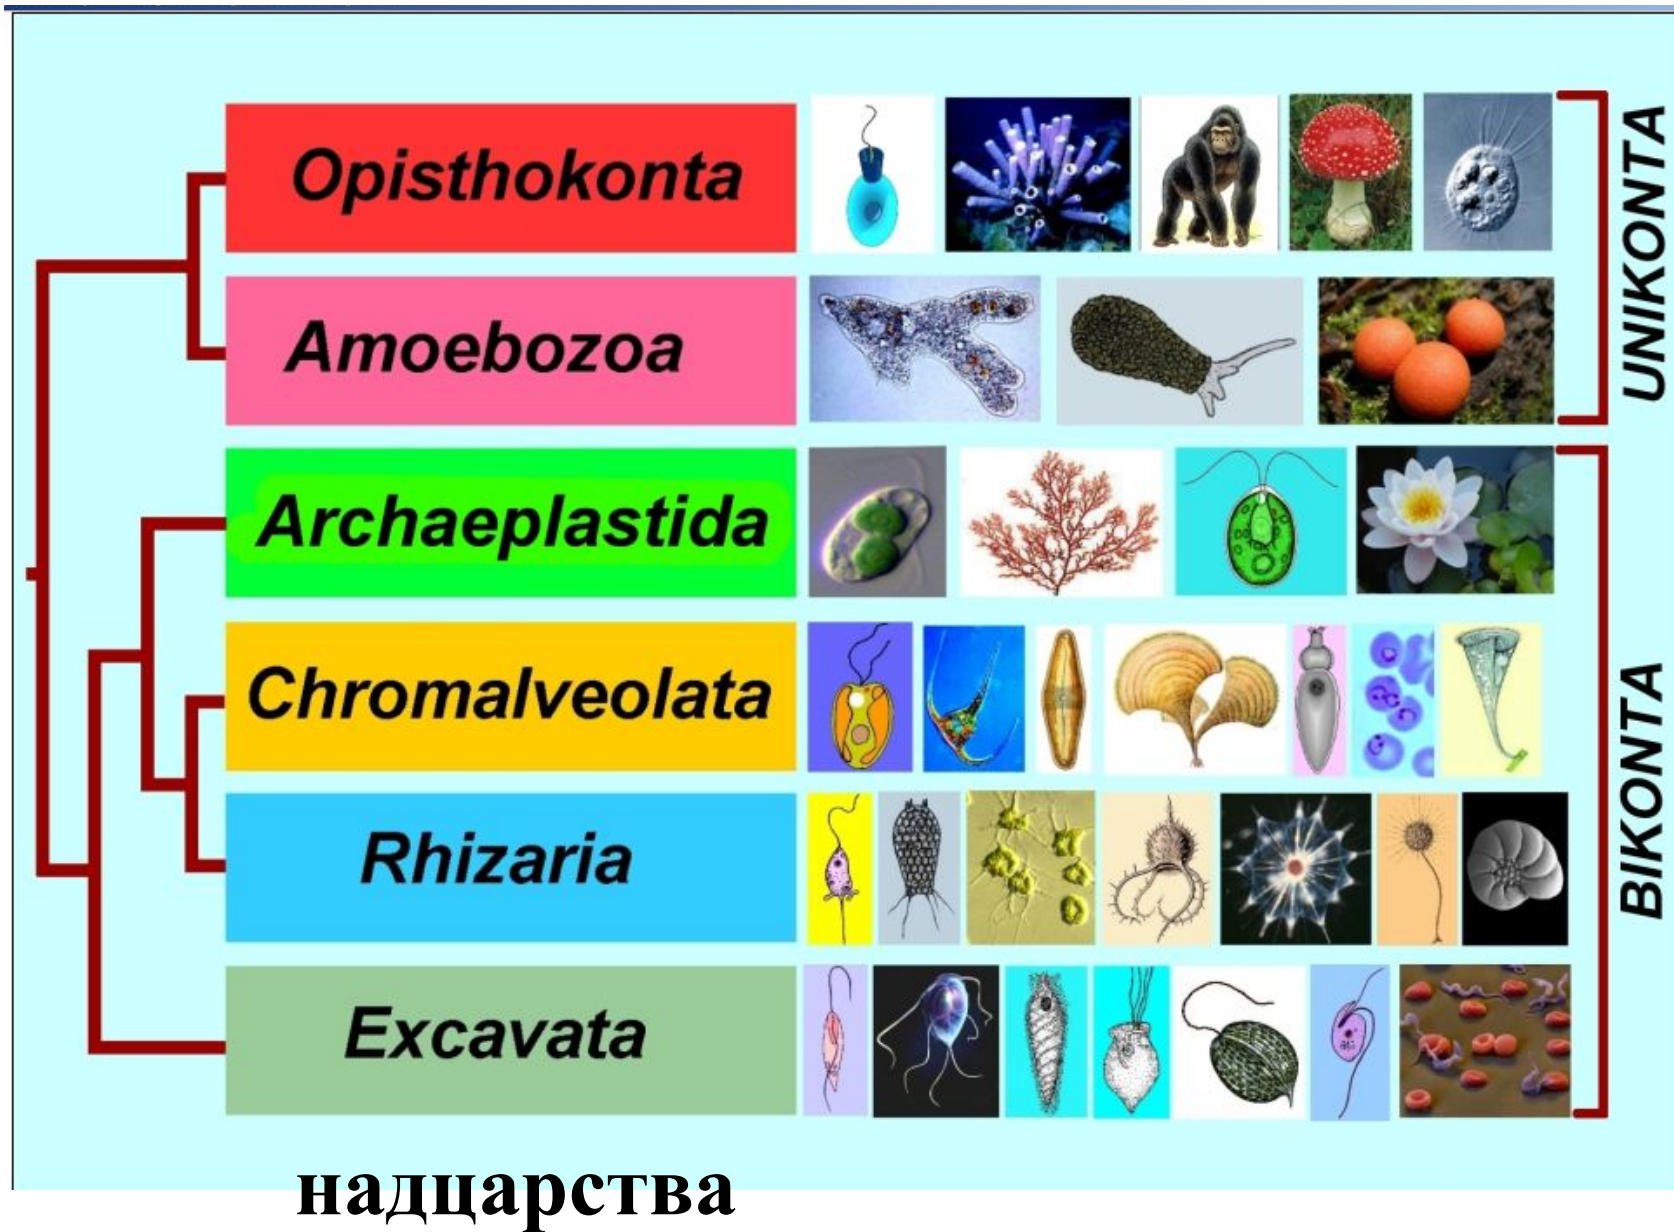 Opisthokonta
Amoebozoa
Archaeplastida
Chromalveolata
Rhizaria
Excavata
UNIKONTA
BIKONTA
надцарства